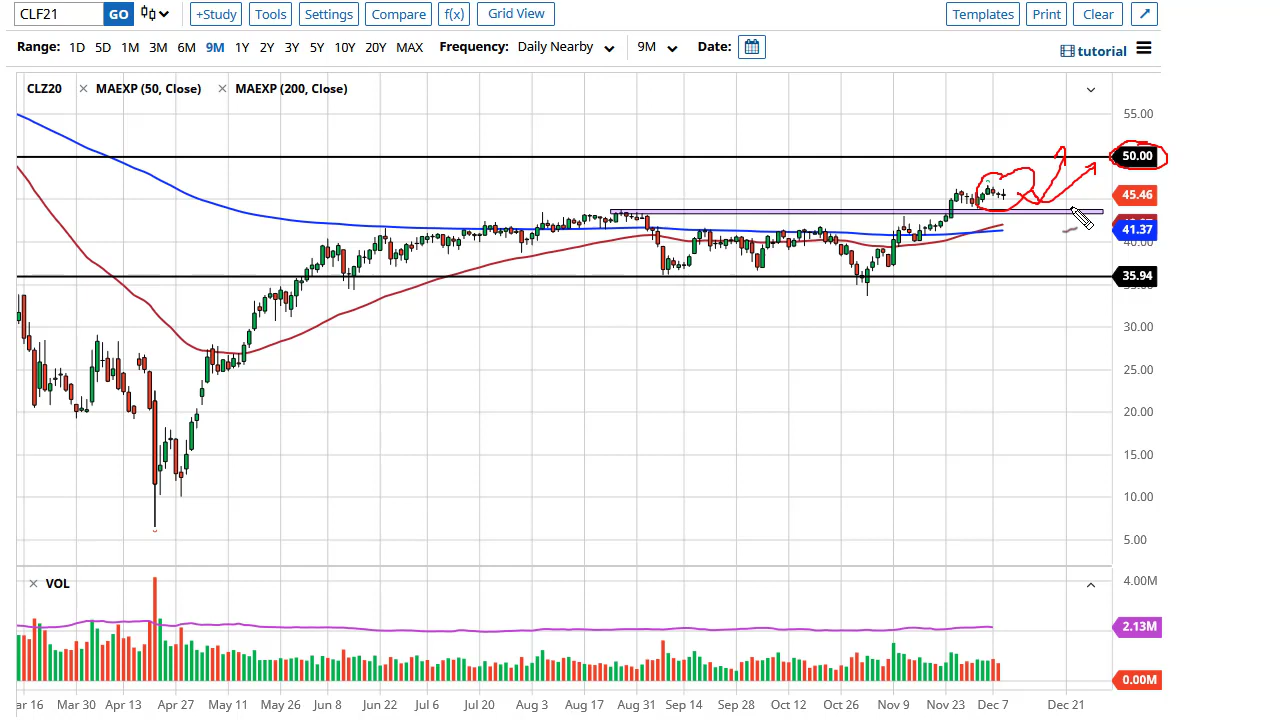 CLF21 GO +Study Tools Settings Compare f(x) Grid View Templates Print Clear
Range: 1D 5D 1M 3M 6M 9M 1Y 2Y 3Y 5Y 10Y 20Y MAX Frequency: Daily Nearby 9M Date: tutorial
CLZ20 × MAEXP (50, Close) × MAEXP (200, Close)
55.00
50.00
45.46
41.37
40.00
35.94
35.00
30.00
25.00
20.00
15.00
10.00
5.00
× VOL
4.00M
2.13M
0.00M
ar 16 Mar 30 Apr 13 Apr 27 May 11 May 26 Jun 8 Jun 22 Jul 6 Jul 20 Aug 3 Aug 17 Aug 31 Sep 14 Sep 28 Oct 12 Oct 26 Nov 9 Nov 23 Dec 7 Dec 21